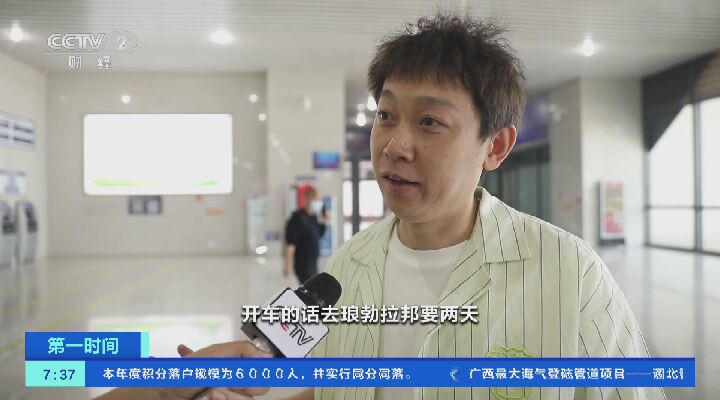 CCTV 2
财经
CCTV
开车的话去琅勃拉邦要两天
第一时间
7:37 本年度积分落户规模为6000人，并实行同分同落。 广西最大海气登陆管道项目——涠北管